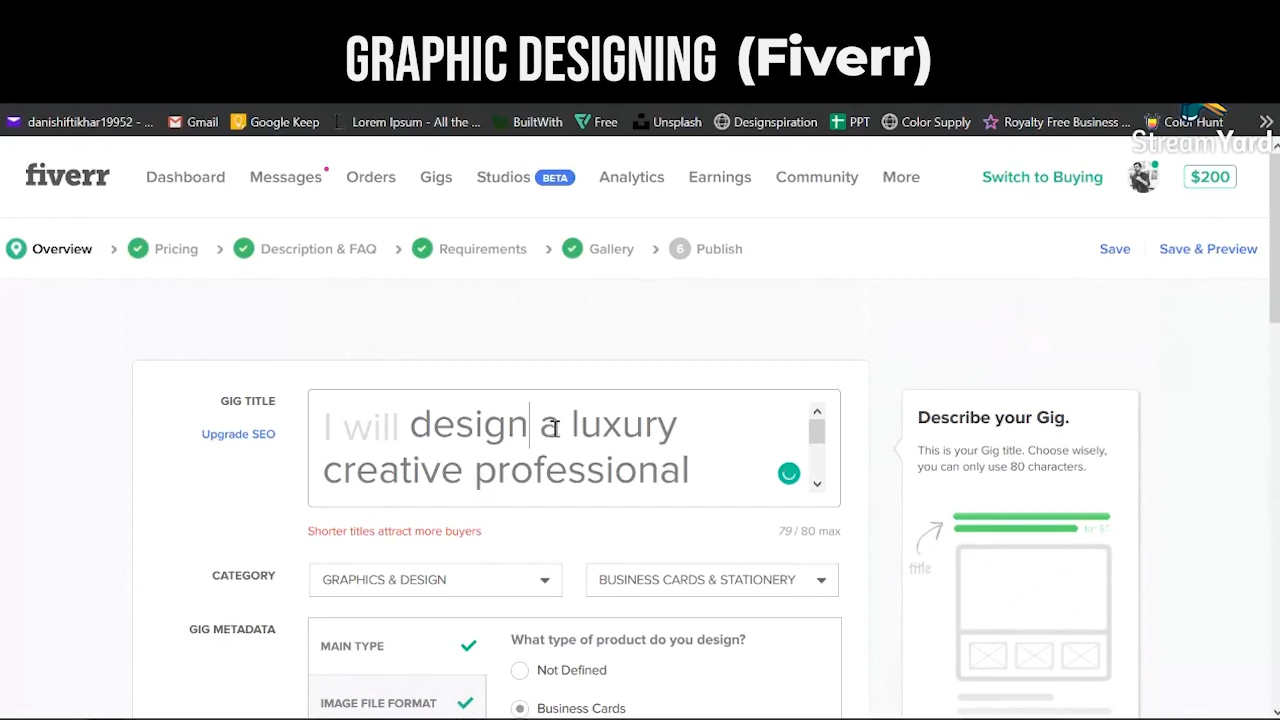 GRAPHIC DESIGNING (Fiverr)
danishiftikhar19952 - ... Gmail Google Keep Lorem Ipsum - All the ... BuiltWith Free Unsplash Designspiration PPT Color Supply Royalty Free Business ... Color Hunt
StreamYard
fiverr Dashboard Messages Orders Gigs Studios BETA Analytics Earnings Community More Switch to Buying $200
Overview Pricing Description & FAQ Requirements Gallery 6 Publish Save Save & Preview
GIG TITLE
Upgrade SEO
I will design a luxury
creative professional
Shorter titles attract more buyers 79 / 80 max
Describe your Gig.
This is your Gig title. Choose wisely,
you can only use 80 characters.
title
CATEGORY GRAPHICS & DESIGN BUSINESS CARDS & STATIONERY
GIG METADATA
MAIN TYPE
IMAGE FILE FORMAT
What type of product do you design?
Not Defined
Business Cards